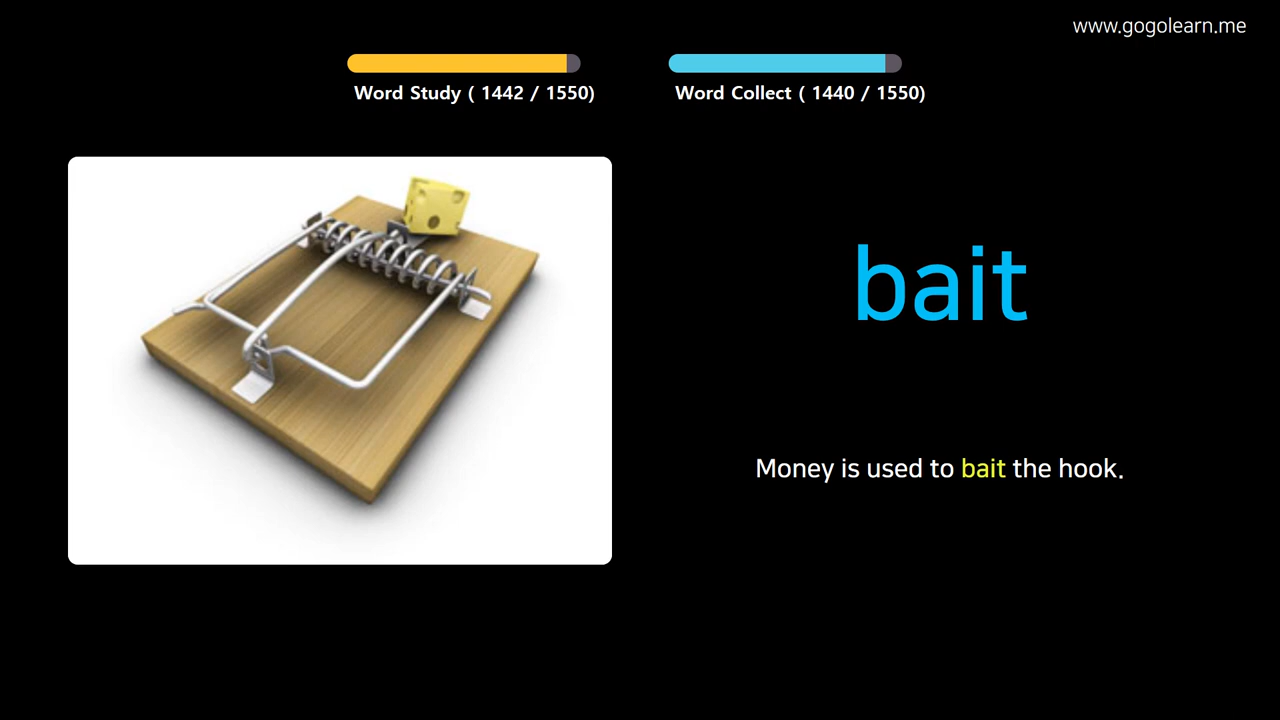 www.gogolearn.me
Word Study ( 1442 / 1550)
Word Collect ( 1440 / 1550)
bait
Money is used to bait the hook.